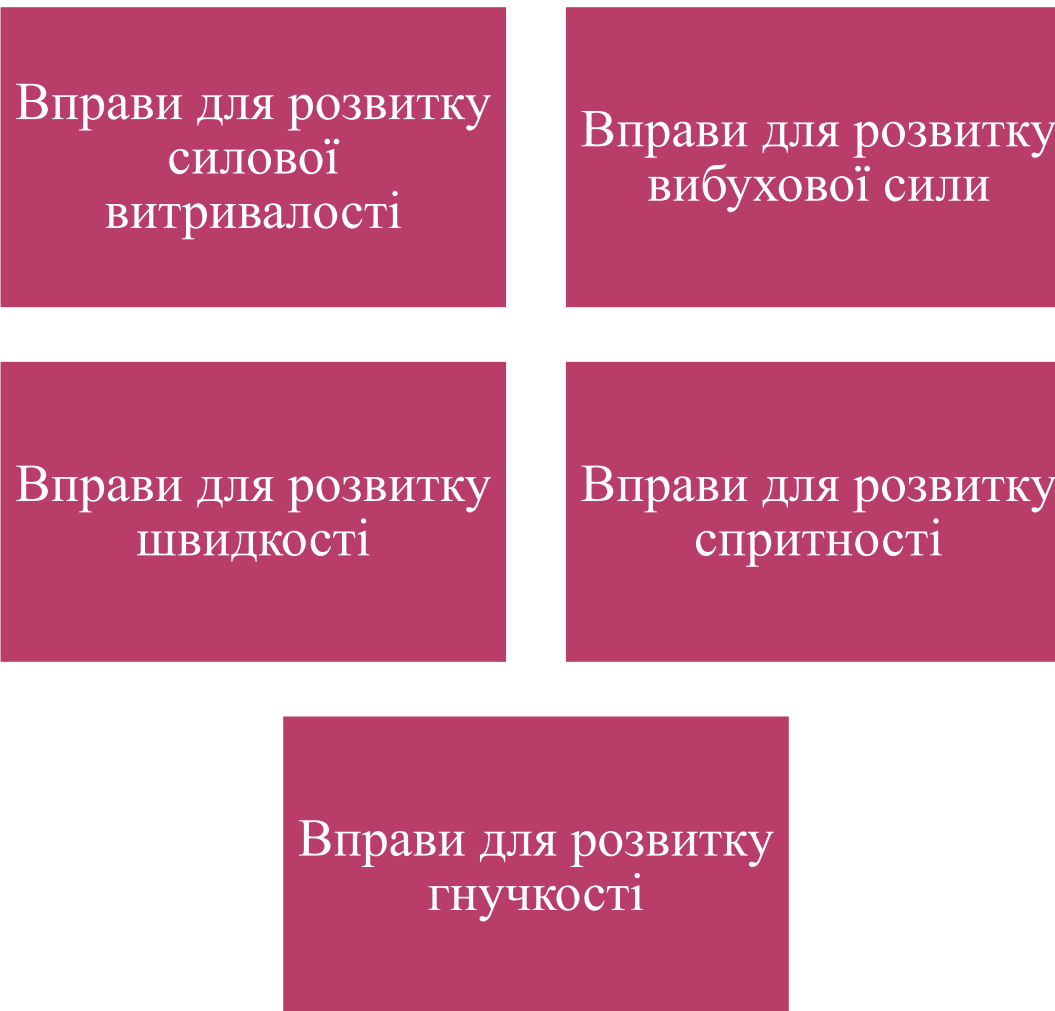 Вправи для розвитку
силової
витривалості
Вправи для розвитку
вибухової сили
Вправи для розвитку
швидкості
Вправи для розвитку
спритності
Вправи для розвитку
гнучкості